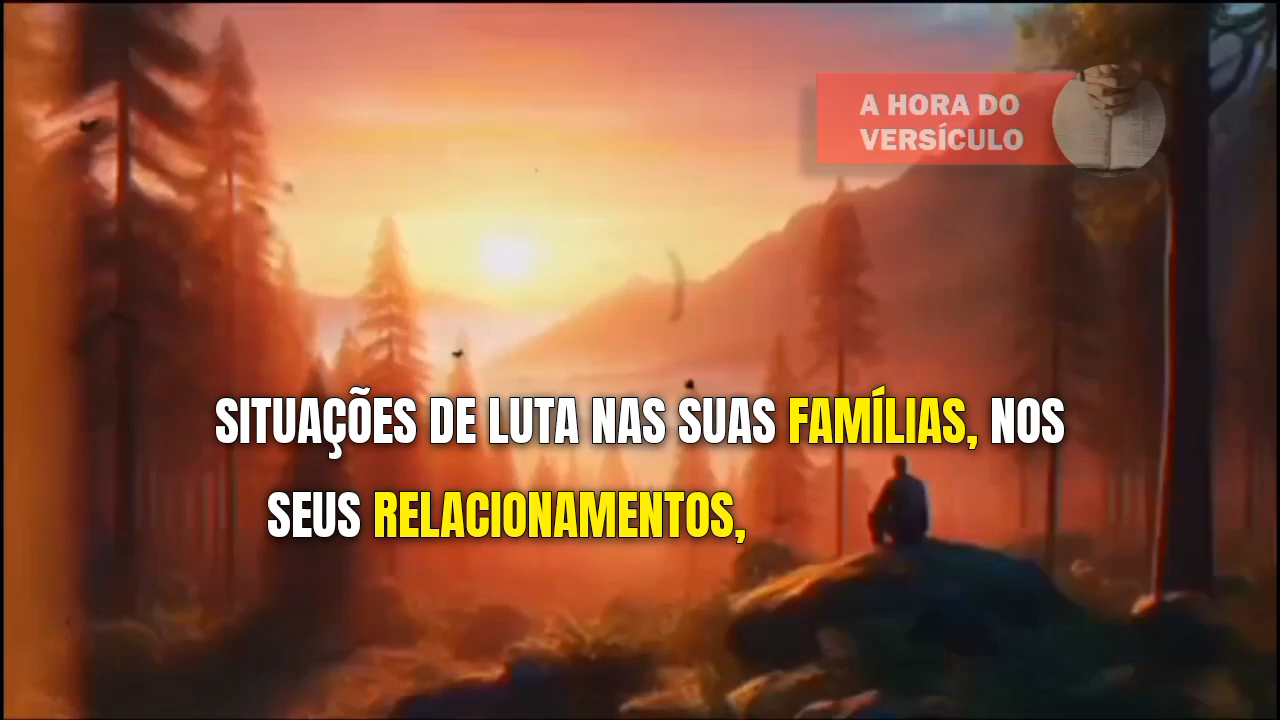 A HORA DO
VERSÍCULO
SITUAÇÕES DE LUTA NAS SUAS FAMÍLIAS, NOS
SEUS RELACIONAMENTOS,